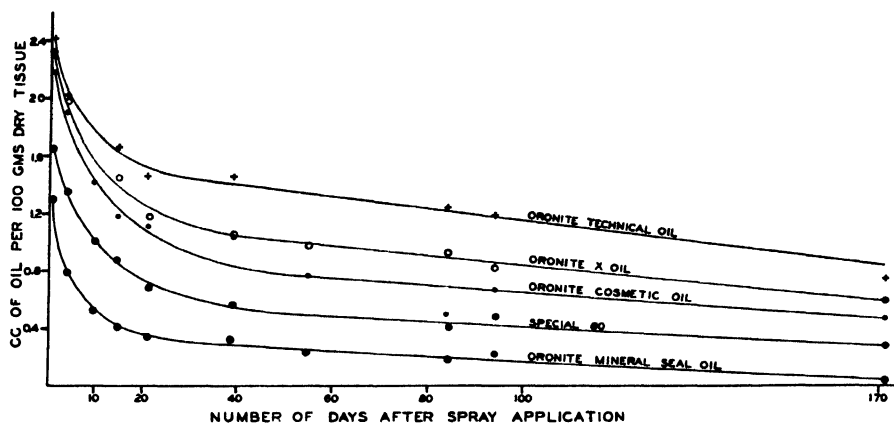 2.4
2.0
1.6
1.2
0.8
0.4
CC OF OIL PER 100 GMS DRY TISSUE
ORONITE TECHNICAL OIL
ORONITE X OIL
ORONITE COSMETIC OIL
SPECIAL 60
ORONITE MINERAL SEAL OIL
10 20 40 60 80 100 170
NUMBER OF DAYS AFTER SPRAY APPLICATION